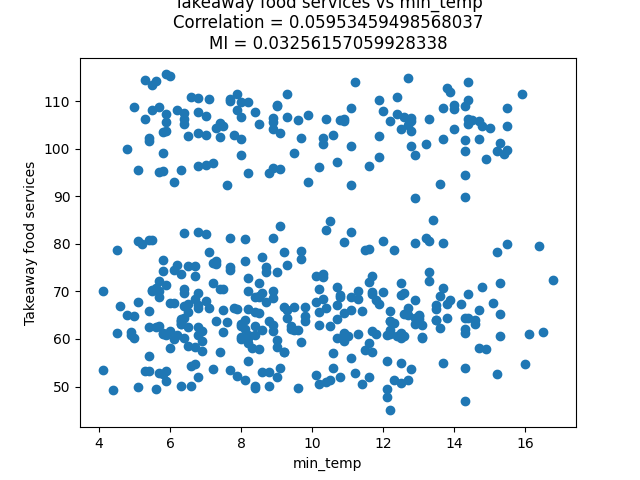 Takeaway food services vs min_temp
Correlation = 0.05953459498568037
MI = 0.03256157059928338
Takeaway food services
110
100
90
80
70
60
50
4 6 8 10 12 14 16
min_temp